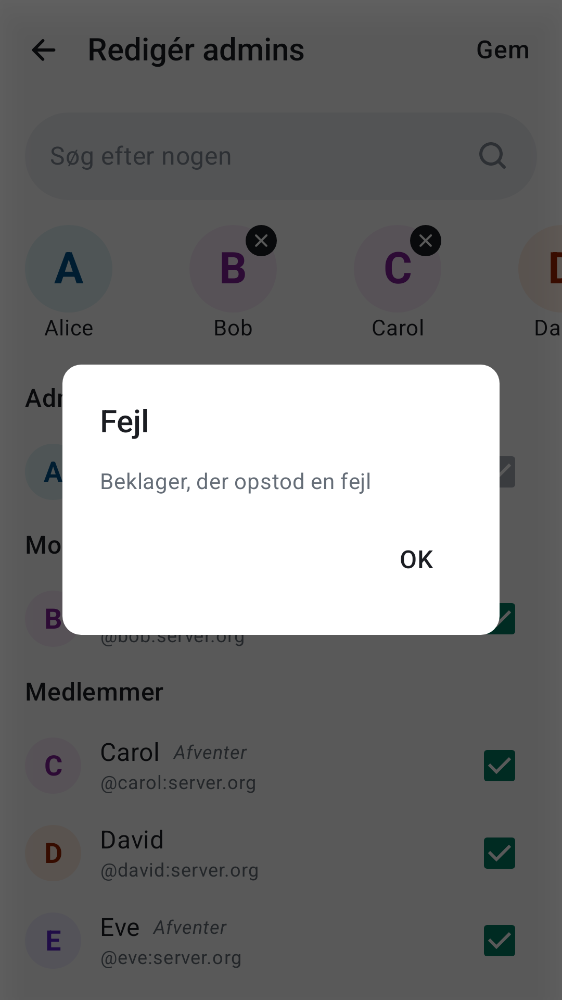 Redigér admins
Gem
Søg efter nogen
A
B
C
D
Alice
Bob
Carol
Da
Adr
A
Fejl
Beklager, der opstod en fejl
OK
Mo
B
@bob:server.org
Medlemmer
C
Carol Afventer
@carol:server.org
D
David
@david:server.org
E
Eve Afventer
@eve:server.org